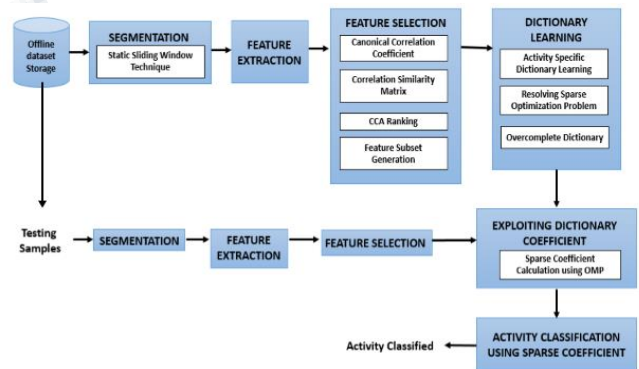 Offline
dataset
Storage
SEGMENTATION
Static Sliding Window
Technique
FEATURE
EXTRACTION
FEATURE SELECTION
Canonical Correlation
Coefficient
Correlation Similarity
Matrix
CCA Ranking
Feature Subset
Generation
DICTIONARY
LEARNING
Activity Specific
Dictionary Learning
Resolving Sparse
Optimization Problem
Overcomplete Dictionary
Testing
Samples
SEGMENTATION
FEATURE
EXTRACTION
FEATURE SELECTION
EXPLOITING DICTIONARY
COEFFICIENT
Sparse Coefficient
Calculation using OMP
Activity Classified
ACTIVITY CLASSIFICATION
USING SPARSE COEFFICIENT